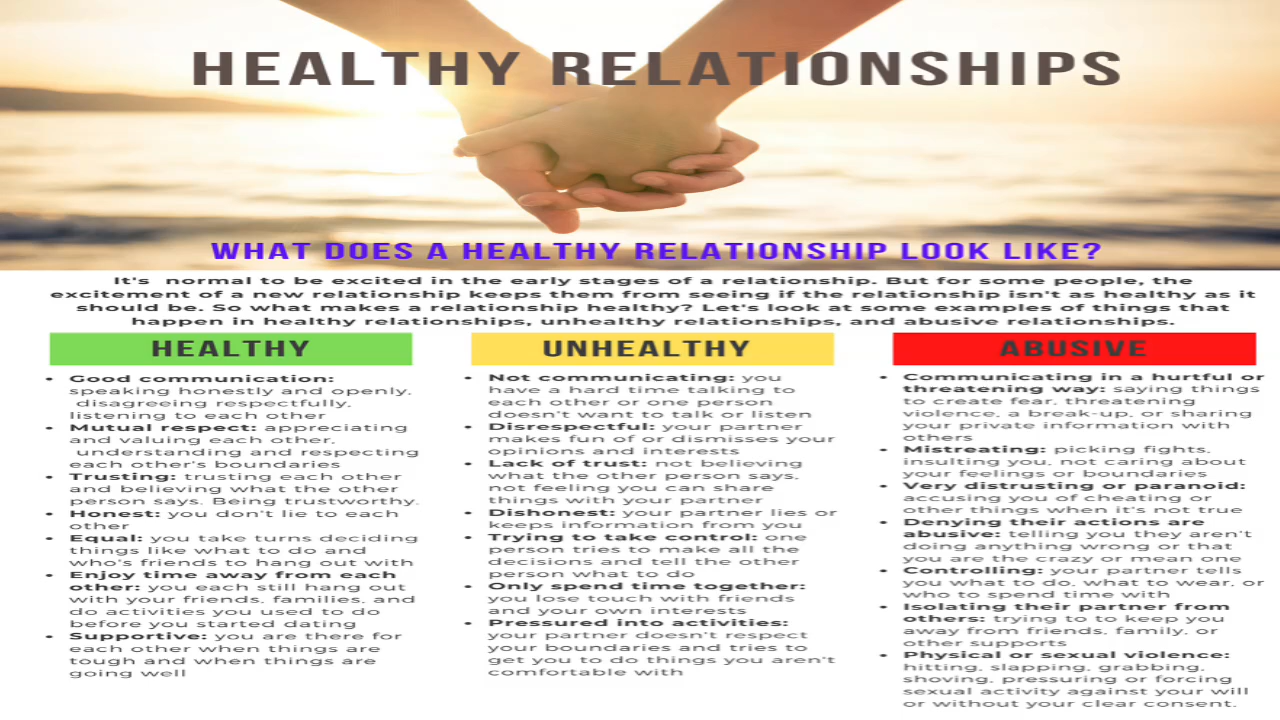 HEALTHY RELATIONSHIPS
WHAT DOES A HEALTHY RELATIONSHIP LOOK LIKE?
It's normal to be excited in the early stages of a relationship. But for some people, the
excitement of a new relationship keeps them from seeing if the relationship isn't as healthy as it
should be. So what makes a relationship healthy? Let's look at some examples of things that
happen in healthy relationships, unhealthy relationships, and abusive relationships.
HEALTHY
• Good communication:
speaking honestly and openly,
disagreeing respectfully,
listening to each other
• Mutual respect: appreciating
and valuing each other,
understanding and respecting
each other's boundaries
• Trusting: trusting each other
and believing what the other
person says. Being trustworthy.
• Honest: you don't lie to each
other
• Equal: you take turns deciding
things like what to do and
who's friends to hang out with
• Enjoy time away from each
other: you each still hang out
with your friends, families, and
do activities you used to do
before you started dating
• Supportive: you are there for
each other when things are
tough and when things are
going well
UNHEALTHY
• Not communicating: you
have a hard time talking to
each other or one person
doesn't want to talk or listen
• Disrespectful: your partner
makes fun of or dismisses your
opinions and interests
• Lack of trust: not believing
what the other person says,
not feeling you can share
things with your partner
• Dishonest: your partner lies or
keeps information from you
• Trying to take control: one
person tries to make all the
decisions and tell the other
person what to do
• Only spend time together:
you lose touch with friends
and your own interests
• Pressured into activities:
your partner doesn't respect
your boundaries and tries to
get you to do things you aren't
comfortable with
ABUSIVE
• Communicating in a hurtful or
threatening way: saying things
to create fear, threatening
violence, a break-up, or sharing
your private information with
others
• Mistreating: picking fights,
insulting you, not caring about
your feelings or boundaries
• Very distrusting or paranoid:
accusing you of cheating or
other things when it's not true
• Denying their actions are
abusive: telling you they aren't
doing anything wrong or that
you are the crazy or mean one
• Controlling: your partner tells
you what to do, what to wear, or
who to spend time with
• Isolating their partner from
others: trying to to keep you
away from friends, family, or
other supports
• Physical or sexual violence:
hitting, slapping, grabbing,
shoving, pressuring or forcing
sexual activity against your will
or without your clear consent.